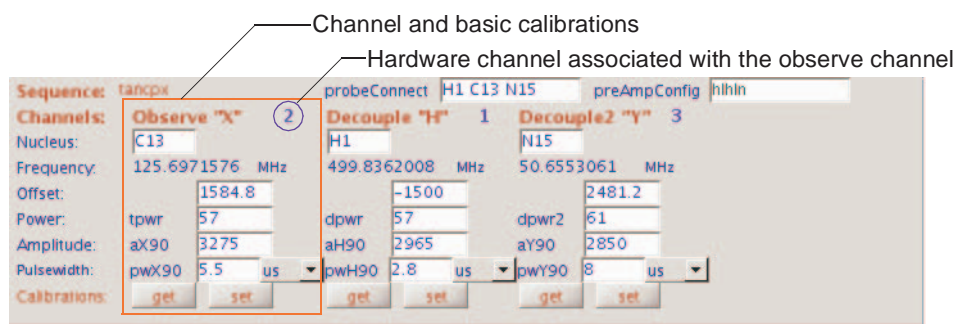 Channel and basic calibrations
Hardware channel associated with the observe channel
Sequence: tancpx probeConnect H1 C13 N15 preAmpConfig hlhln
Channels: Observe "X" 2 Decouple "H" 1 Decouple2 "Y" 3
Nucleus: C13 H1 N15
Frequency: 125.6971576 MHz 499.8362008 MHz 50.6553061 MHz
Offset: 1584.8 -1500 2481.2
Power: tpwr 57 dpwr 57 dpwr2 61
Amplitude: aX90 3275 aH90 2965 aY90 2850
Pulsewidth: pwX90 5.5 us pwH90 2.8 us pwY90 8 us
Calibrations: get set get set get set